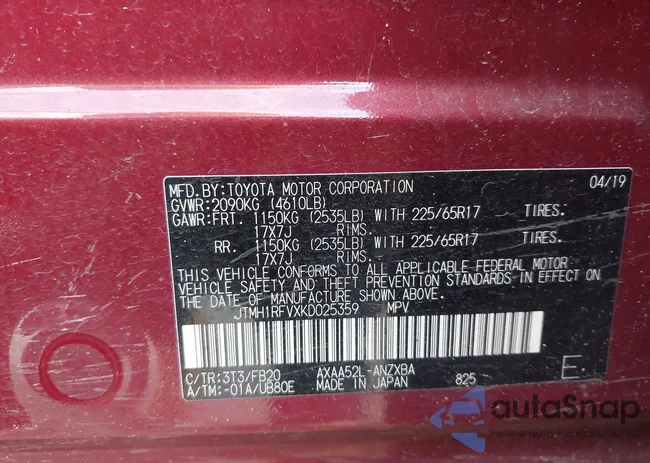 MFD. BY: TOYOTA MOTOR CORPORATION 04/19
GVWR: 2090KG (4610LB)
GAWR: FRT. 1150KG (2535LB) WITH 225/65R17 TIRES.
17X7J RIMS.
RR. 1150KG (2535LB) WITH 225/65R17 TIRES.
17X7J RIMS.
THIS VEHICLE CONFORMS TO ALL APPLICABLE FEDERAL MOTOR
VEHICLE SAFETY AND THEFT PREVENTION STANDARDS IN EFFECT ON
THE DATE OF MANUFACTURE SHOWN ABOVE.
JTMH1RFVXKD025359 MPV
C/TR: 3T3/FB20 AXAA52L-ANZXBA
A/TM: -01A/UB80E MADE IN JAPAN 825 E
autaSnap